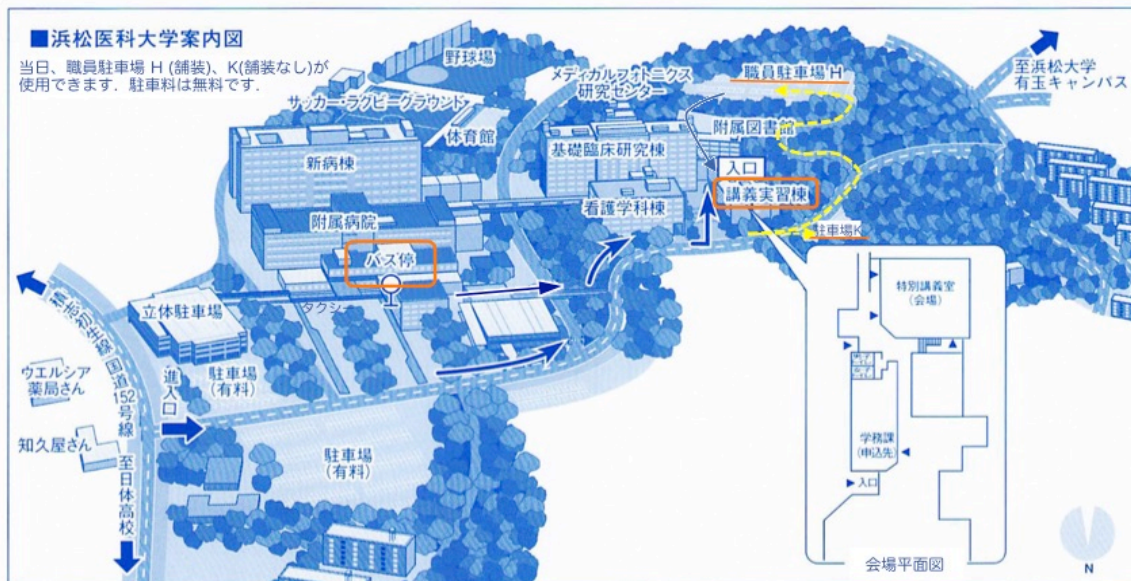 ■浜松医科大学案内図
当日、職員駐車場 H (舗装)、K(舗装なし)が
使用できます. 駐車料は無料です.
野球場
サッカー・ラグビーグラウンド
体育館
メディカルフォトニクス
研究センター
職員駐車場 H
至浜松大学
有玉キャンパス
新病棟
基礎臨床研究棟
附属図書館
入口
講義実習棟
看護学科棟
附属病院
駐車場K
バス停
タクシー
立体駐車場
国道152号線
ウエルシア
薬局さん
進入口
駐車場
(有料)
知久屋さん
至日体高校
駐車場
(有料)
特別講義室
(会場)
学務課
(申込先)
入口
会場平面図
N